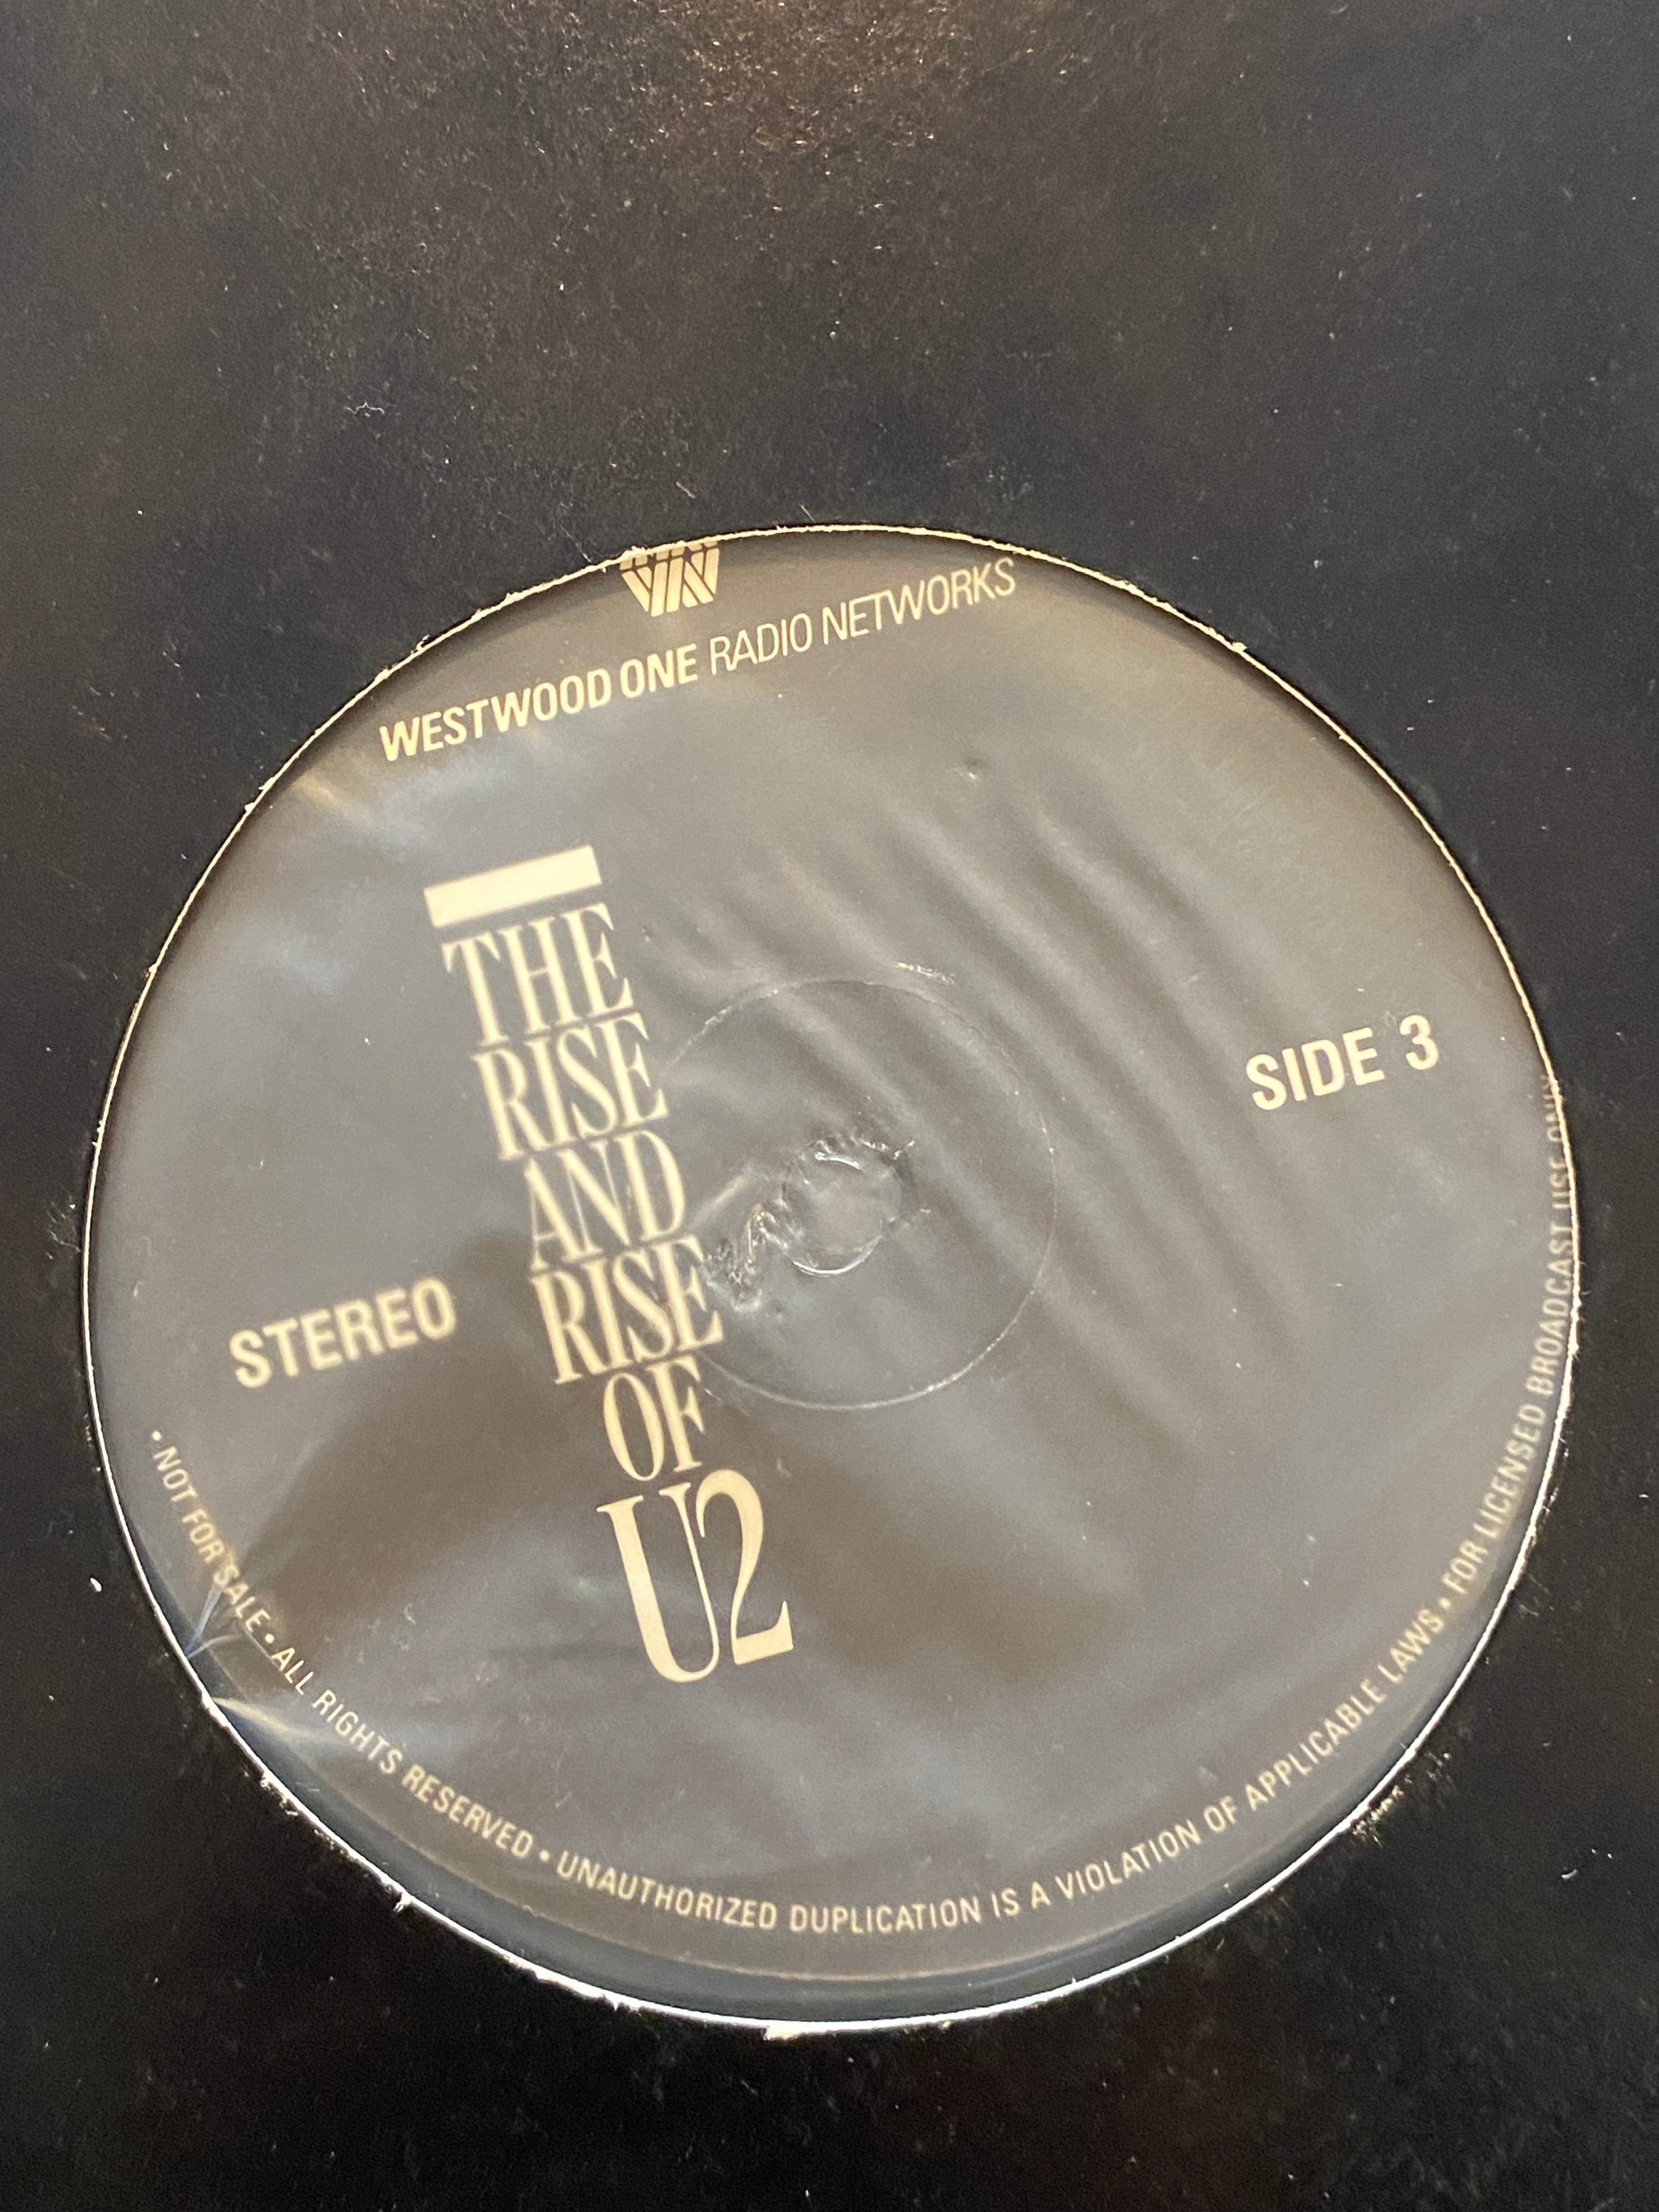 WESTWOOD ONE RADIO NETWORKS
THE
RISE
AND
RISE
OF
U2
SIDE 3
STEREO
• NOT FOR SALE • ALL RIGHTS RESERVED • UNAUTHORIZED DUPLICATION IS A VIOLATION OF APPLICABLE LAWS • FOR LICENSED BROADCAST USE ONLY